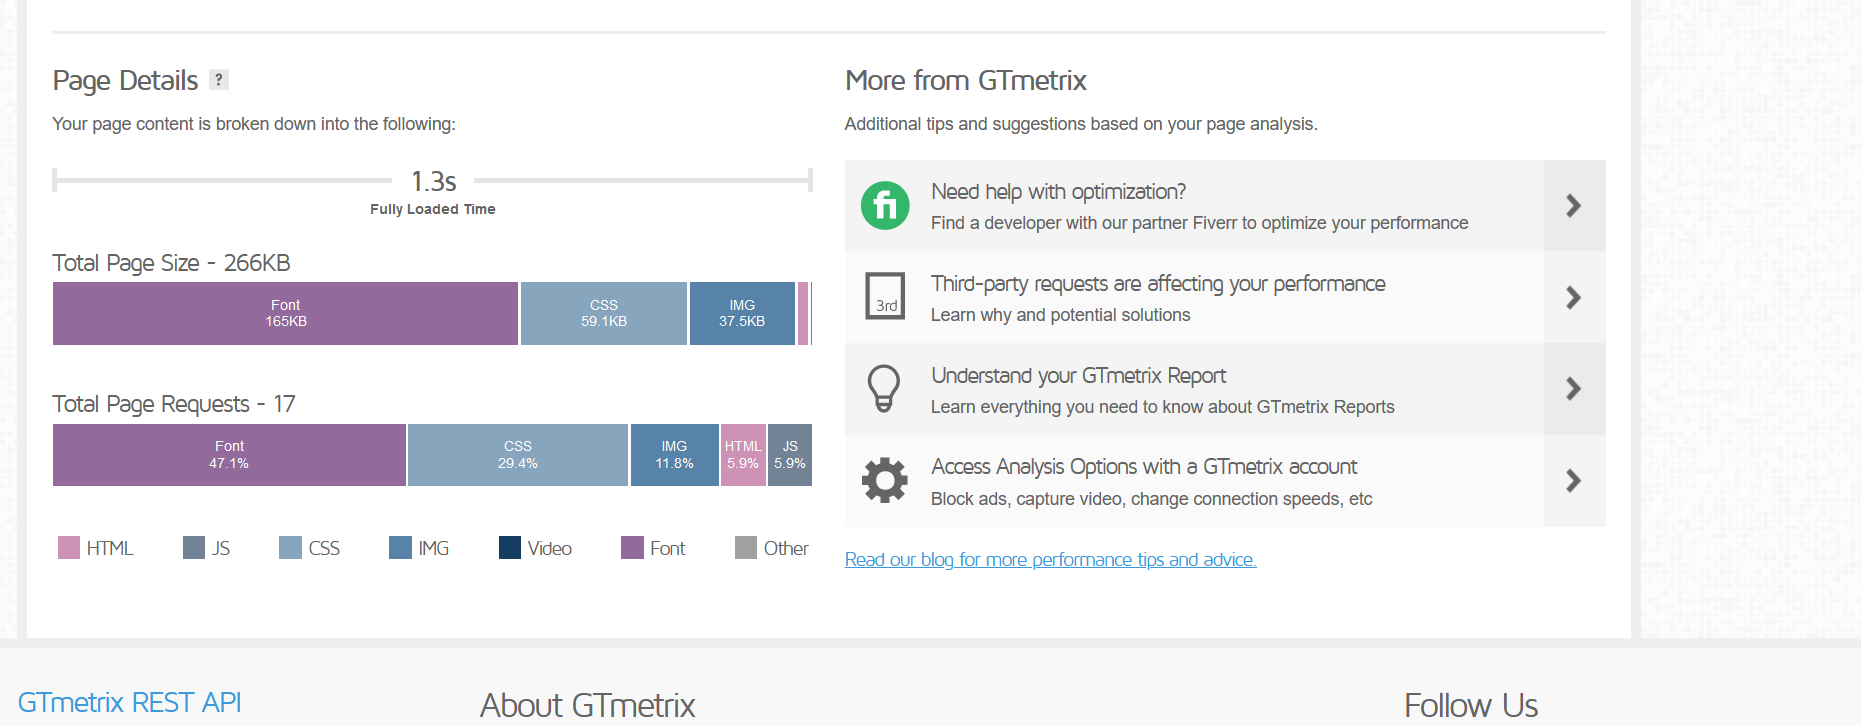 Page Details ?
Your page content is broken down into the following:
1.3s
Fully Loaded Time
Total Page Size - 266KB
Font
165KB
CSS
59.1KB
IMG
37.5KB
Total Page Requests - 17
Font
47.1%
CSS
29.4%
IMG
11.8%
HTML
5.9%
JS
5.9%
HTML JS CSS IMG Video Font Other
More from GTmetrix
Additional tips and suggestions based on your page analysis.
fi
Need help with optimization?
Find a developer with our partner Fiverr to optimize your performance
3rd
Third-party requests are affecting your performance
Learn why and potential solutions
Understand your GTmetrix Report
Learn everything you need to know about GTmetrix Reports
Access Analysis Options with a GTmetrix account
Block ads, capture video, change connection speeds, etc
Read our blog for more performance tips and advice.
GTmetrix REST API
About GTmetrix
Follow Us